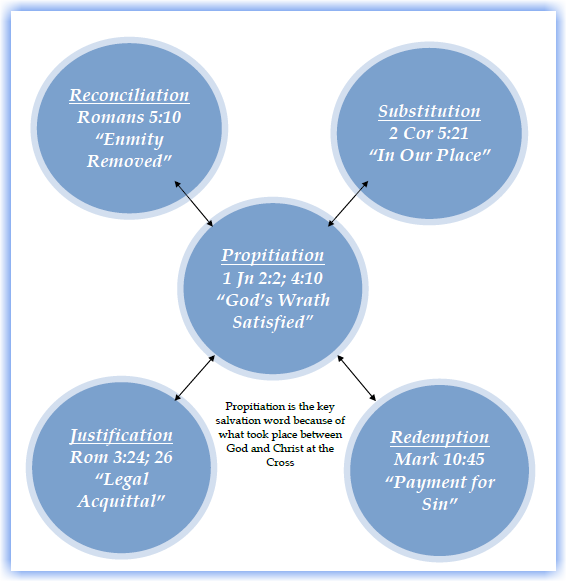 Reconciliation
Romans 5:10
“Enmity
Removed”
Substitution
2 Cor 5:21
“In Our Place”
Propitiation
1 Jn 2:2; 4:10
“God’s Wrath
Satisfied”
Justification
Rom 3:24; 26
“Legal
Acquittal”
Propitiation is the key
salvation word because of
what took place between
God and Christ at the
Cross
Redemption
Mark 10:45
“Payment for
Sin”